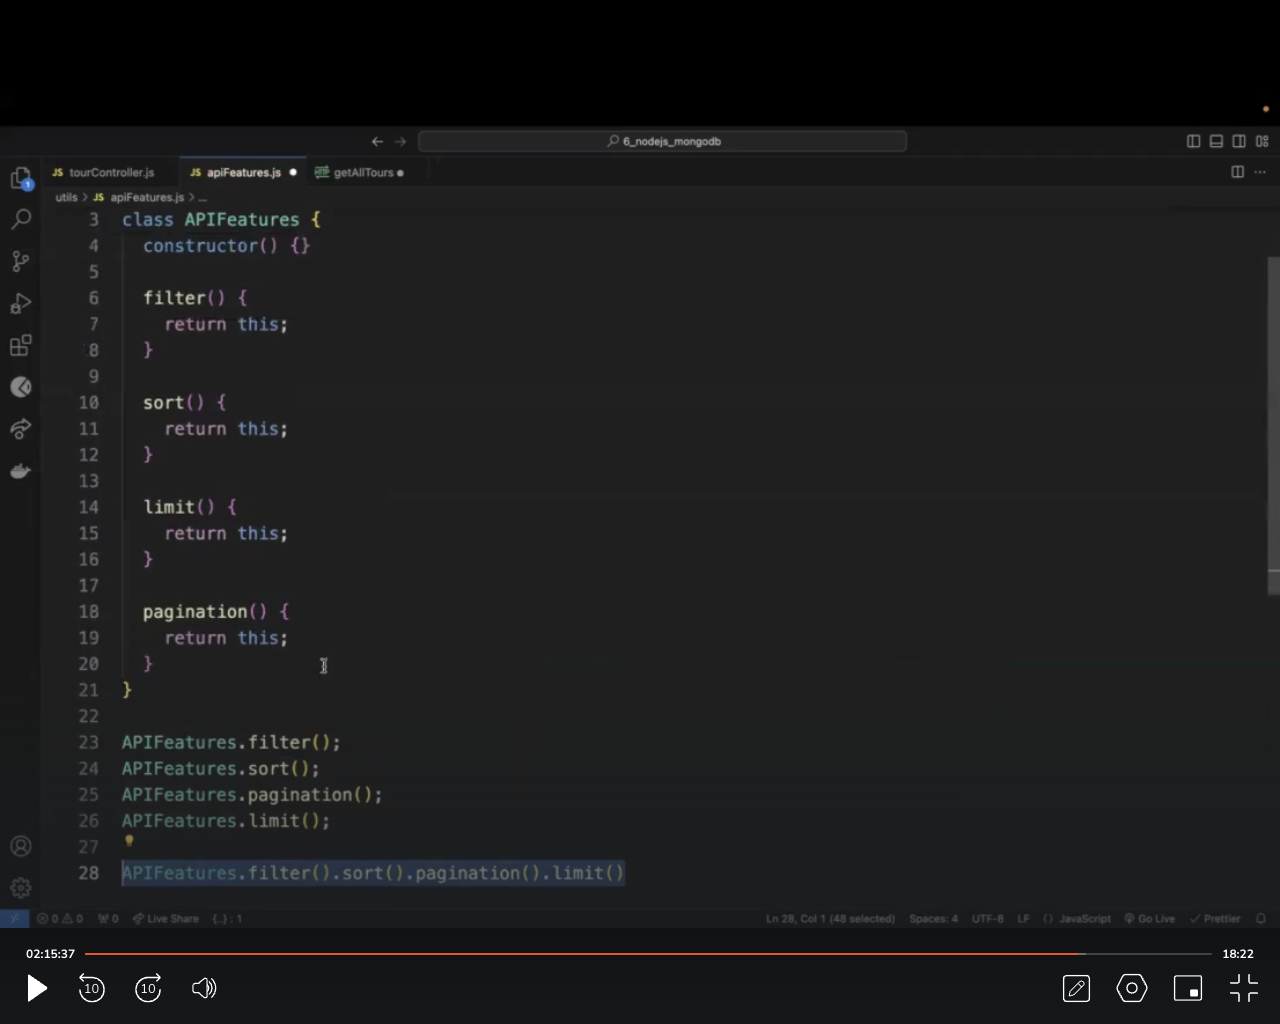 6_nodejs_mongodb
JS tourController.js JS apiFeatures.js getAllTours
1
utils > JS apiFeatures.js > ...
3 class APIFeatures {
4 constructor() {}
5
6 filter() {
7 return this;
8 }
9
10 sort() {
11 return this;
12 }
13
14 limit() {
15 return this;
16 }
17
18 pagination() {
19 return this;
20 }
21 }
22
23 APIFeatures.filter();
24 APIFeatures.sort();
25 APIFeatures.pagination();
26 APIFeatures.limit();
27
28 APIFeatures.filter().sort().pagination().limit()
0 0 0 Live Share {..} : 1 Ln 28, Col 1 (48 selected) Spaces: 4 UTF-8 LF {} JavaScript Go Live Prettier
02:15:37 18:22
10 10